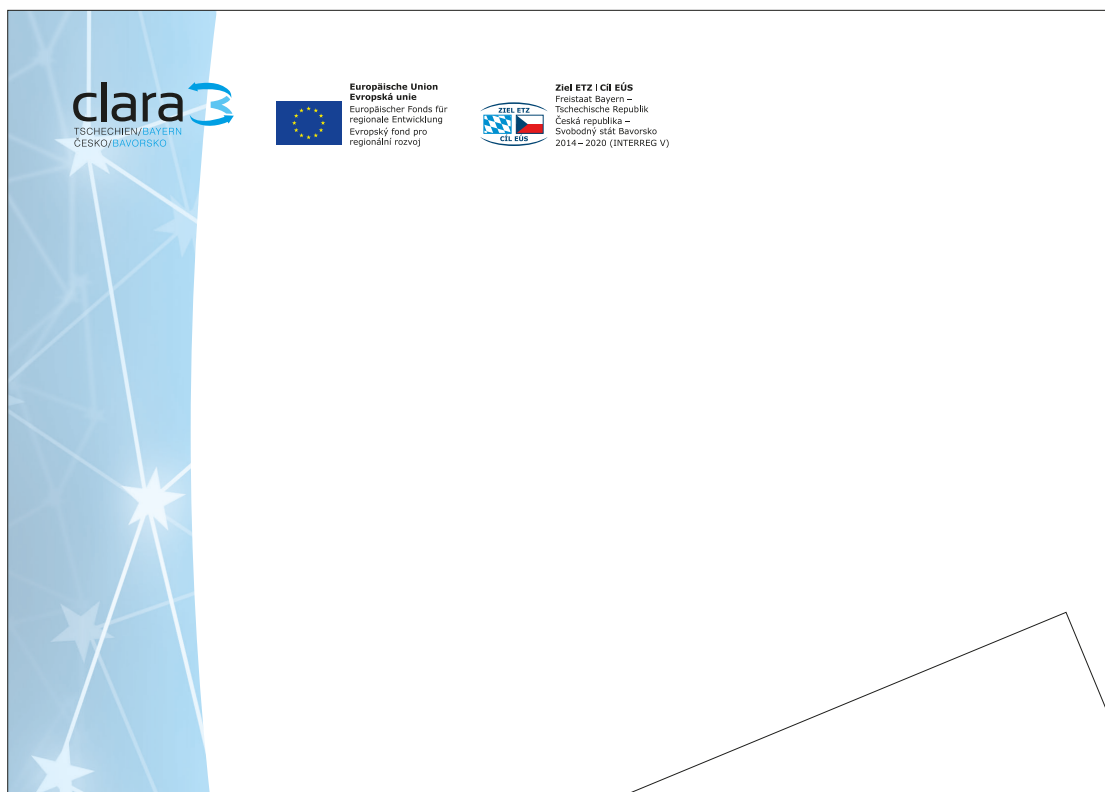 clara3
TSCHECHIEN/BAYERN
ČESKO/BAVORSKO
Europäische Union
Evropská unie
Europäischer Fonds für
regionale Entwicklung
Evropský fond pro
regionální rozvoj
ZIEL ETZ
CÍL EÚS
Ziel ETZ | Cíl EÚS
Freistaat Bayern –
Tschechische Republik
Česká republika –
Svobodný stát Bavorsko
2014 – 2020 (INTERREG V)